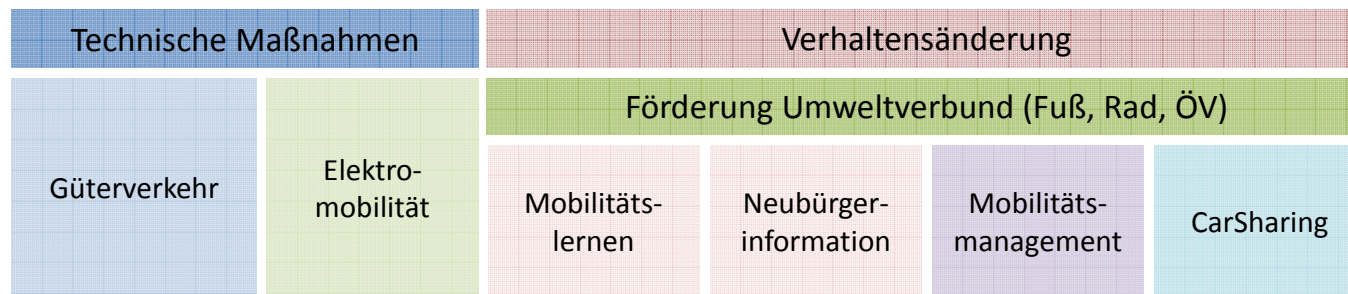 Technische Maßnahmen
Verhaltensänderung
Förderung Umweltverbund (Fuß, Rad, ÖV)
Güterverkehr
Elektro-
mobilität
Mobilitäts-
lernen
Neubürger-
information
Mobilitäts-
management
CarSharing